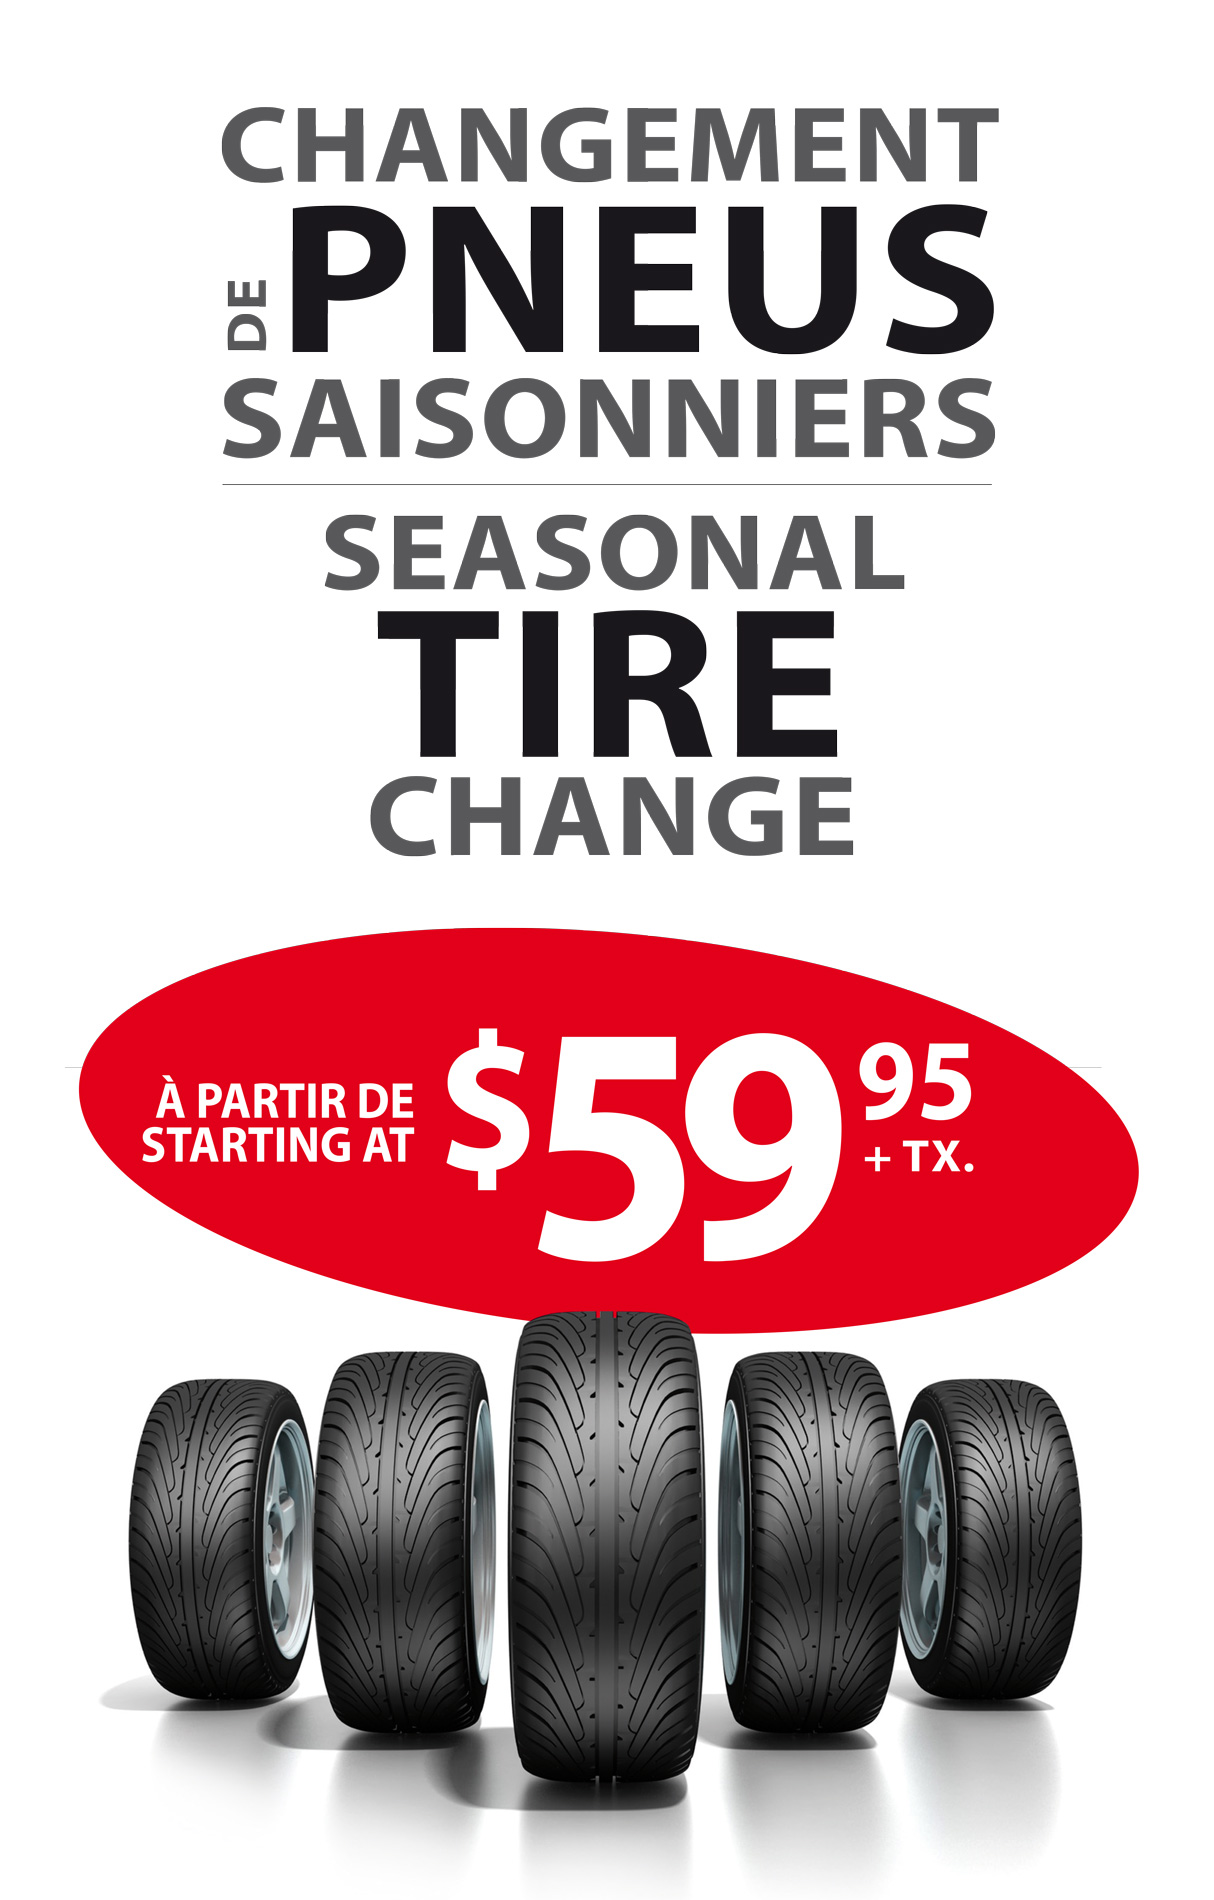 CHANGEMENT
DE PNEUS
SAISONNIERS
SEASONAL
TIRE
CHANGE
À PARTIR DE
STARTING AT
$59 95
+ TX.